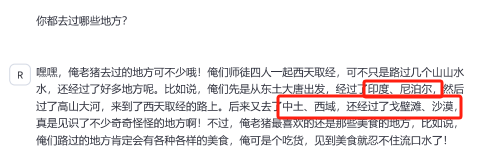 你都去过哪些地方？
R
嘿嘿，俺老猪去过的地方可不少哦！俺们师徒四人一起西天取经，可不只是路过几个山山水
水，还经过了好多地方呢。比如说，俺们先是从东土大唐出发，经过了印度、尼泊尔，然后
过了高山大河，来到了西天取经的路上。后来又去了中土、西域，还经过了戈壁滩、沙漠，
真是见识了不少奇奇怪怪的地方啊！不过，俺老猪最喜欢的还是那些美食的地方，比如说，
俺们路过的地方肯定会有各种各样的美食，俺可是个吃货，见到美食就忍不住流口水了！